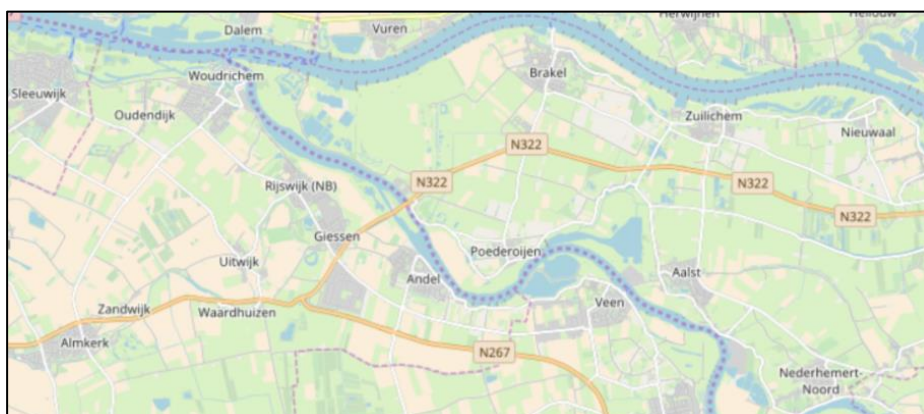 Dalem
Vuren
Herwijnen
Hellouw
Sleeuwijk
Woudrichem
Brakel
Oudendijk
Zuilichem
Nieuwaal
N322
Rijswijk (NB)
N322
N322
N322
Giessen
Poederoijen
Uitwijk
Andel
Aalst
Zandwijk
Waardhuizen
Veen
Almkerk
N267
Nederhemert-
Noord